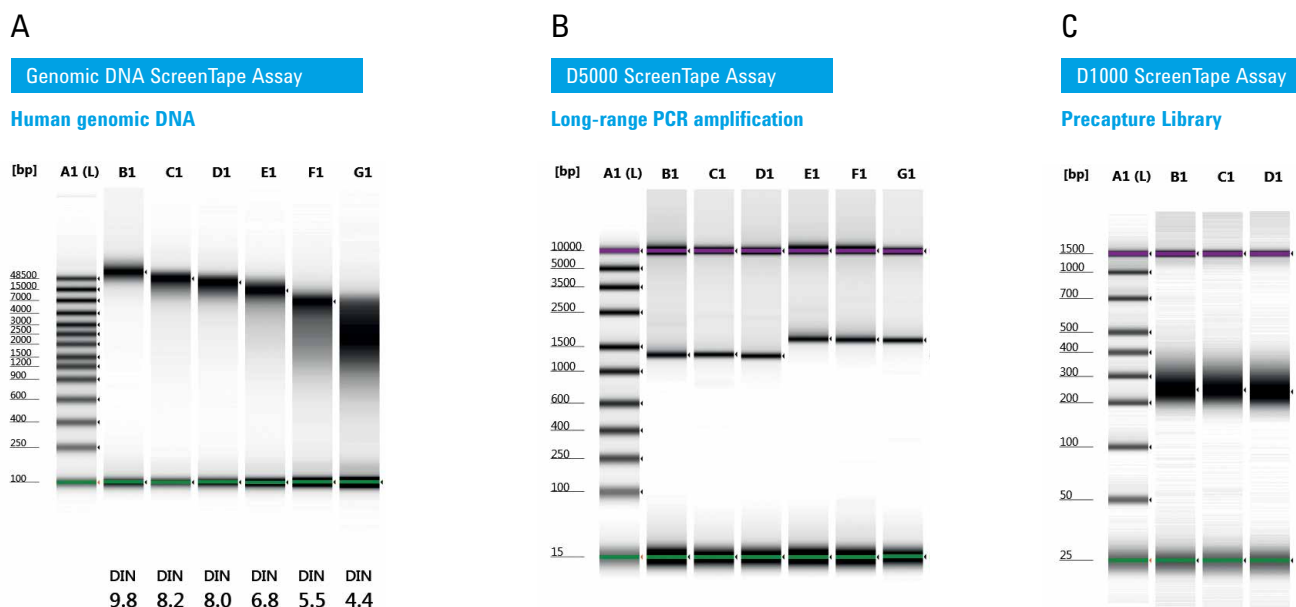 A
Genomic DNA ScreenTape Assay
Human genomic DNA
[bp] A1 (L) B1 C1 D1 E1 F1 G1
48500
15000
7000
4000
3000
2500
2000
1500
1200
900
600
400
250
100
DIN DIN DIN DIN DIN DIN
9.8 8.2 8.0 6.8 5.5 4.4
B
D5000 ScreenTape Assay
Long-range PCR amplification
[bp] A1 (L) B1 C1 D1 E1 F1 G1
10000
5000
3500
2500
1500
1000
600
400
250
100
15
C
D1000 ScreenTape Assay
Precapture Library
[bp] A1 (L) B1 C1 D1
1500
1000
700
500
400
300
200
100
50
25